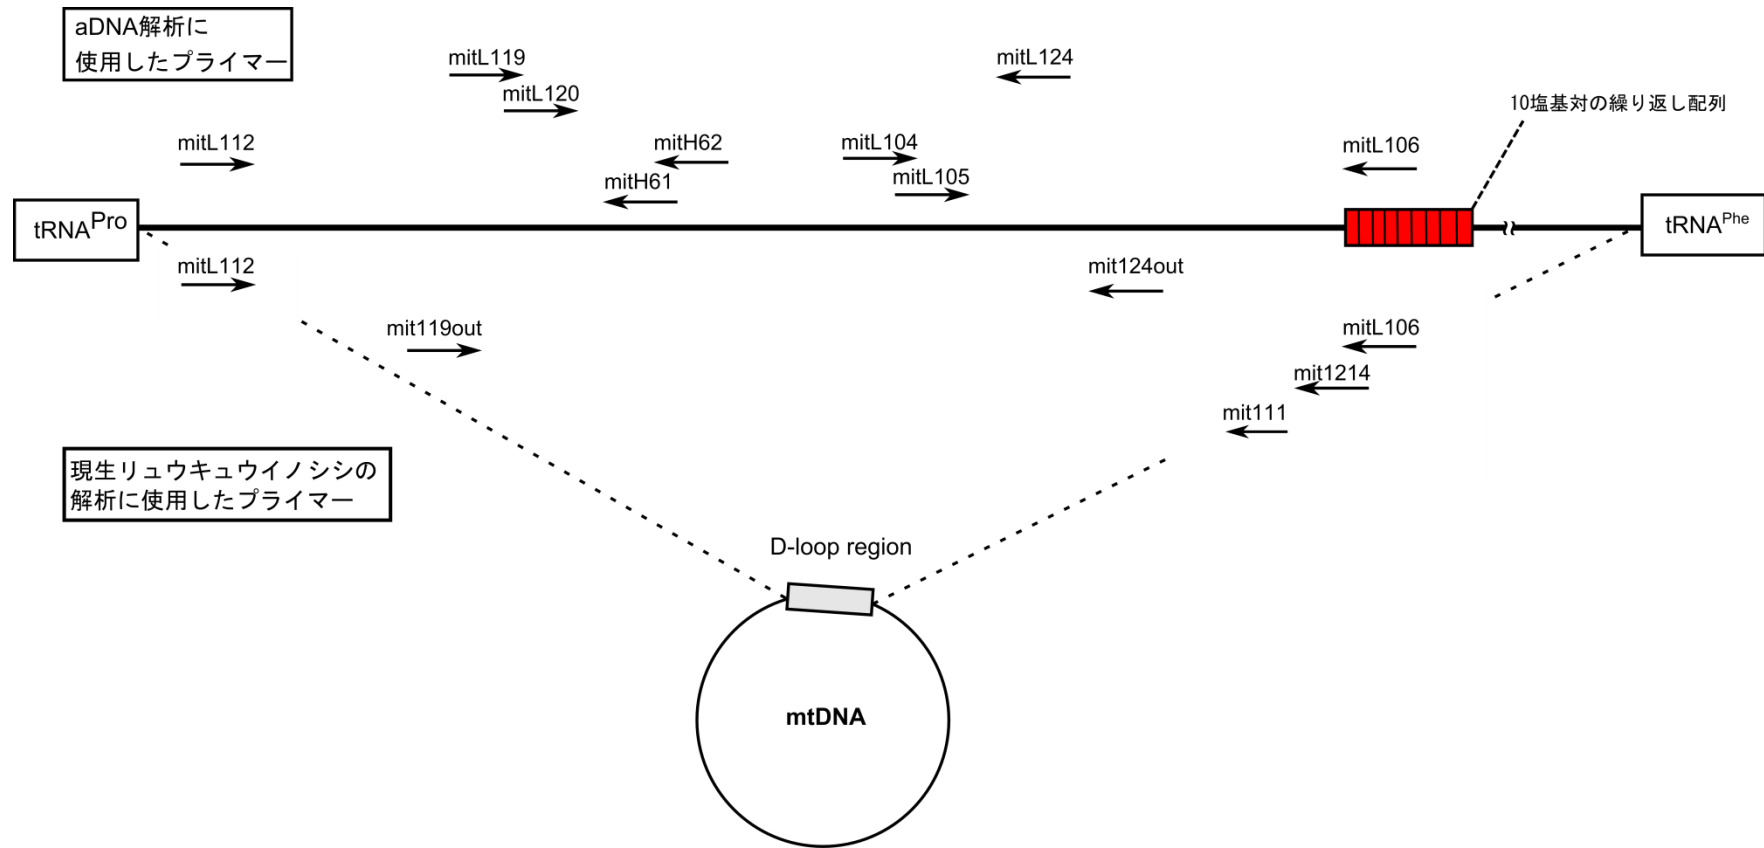 aDNA解析に
使用したプライマー
mitL119
mitL124
mitL120
10塩基対の繰り返し配列
mitL112
mitH62
mitL104
mitL106
mitH61
mitL105
tRNAPro
tRNAPhe
mitL112
mit124out
mit119out
mitL106
mit1214
mit111
現生リュウキュウイノシシの
解析に使用したプライマー
D-loop region
mtDNA